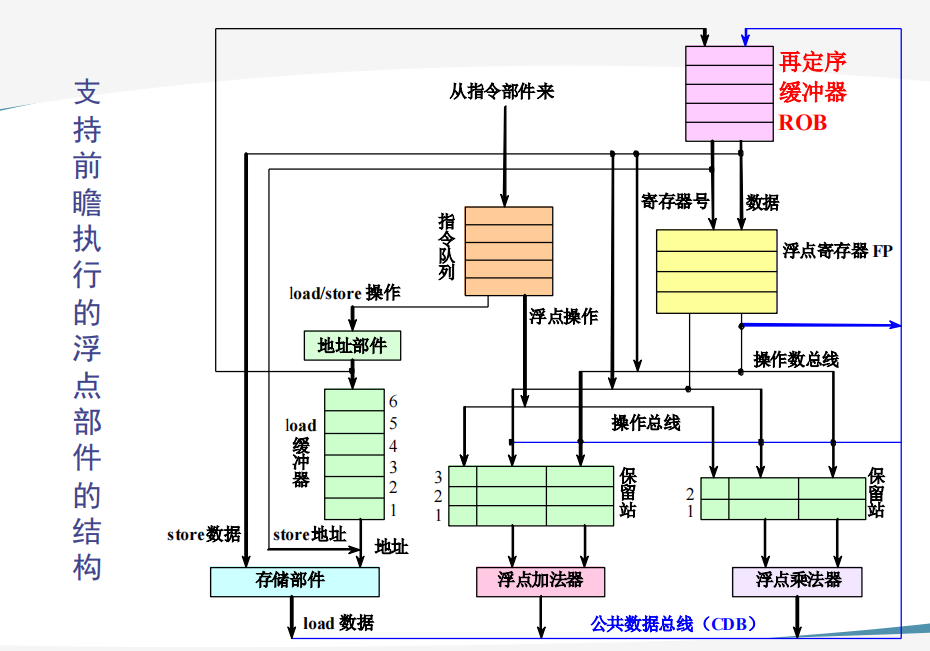 支持前瞻执行的浮点部件的结构
从指令部件来
再定序
缓冲器
ROB
寄存器号
数据
指令队列
浮点寄存器 FP
load/store 操作
浮点操作
地址部件
操作数总线
操作总线
load
缓冲器
6
5
4
3
2
1
3
2
1
保留站
2
1
保留站
store数据
store地址
地址
存储部件
浮点加法器
浮点乘法器
load 数据
公共数据总线（CDB）